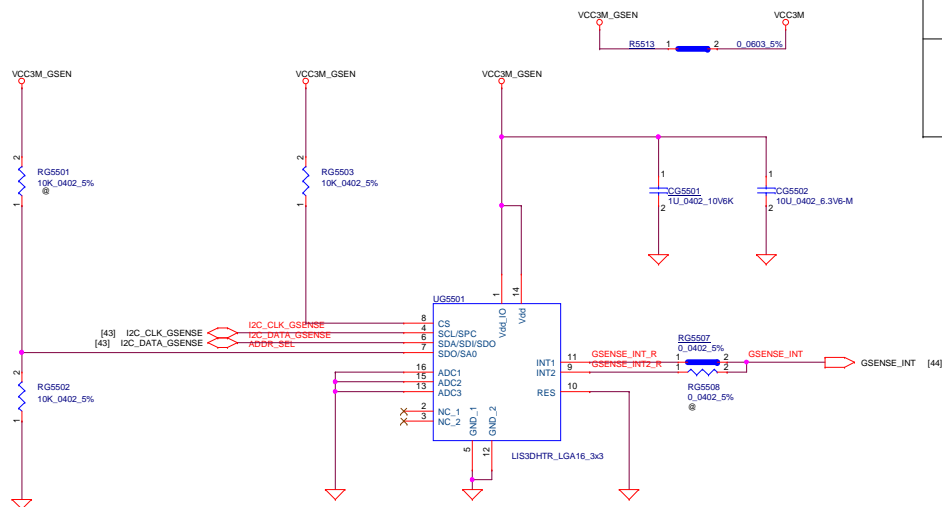 VCC3M_GSEN
VCC3M
R5513 1 2 0_0603_5%
VCC3M_GSEN
VCC3M_GSEN
VCC3M_GSEN
2
RG5501
10K_0402_5%
@
1
2
RG5503
10K_0402_5%
1
1
CG5501
1U_0402_10V6K
2
1
CG5502
10U_0402_6.3V6-M
2
UG5501
1
14
Vdd_IO
Vdd
8 CS
[43] I2C_CLK_GSENSE I2C_CLK_GSENSE 4 SCL/SPC
[43] I2C_DATA_GSENSE I2C_DATA_GSENSE 6 SDA/SDI/SDO
ADDR_SEL 7 SDO/SA0
16 ADC1
15 ADC2
13 ADC3
2 NC_1
3 NC_2
GND_1
GND_2
5
12
INT1 11 GSENSE_INT_R
INT2 9 GSENSE_INT2_R
RES 10
RG5507
0_0402_5%
1 2
1 2
RG5508
0_0402_5%
@
GSENSE_INT
GSENSE_INT [44]
2
RG5502
10K_0402_5%
1
LIS3DHTR_LGA16_3x3